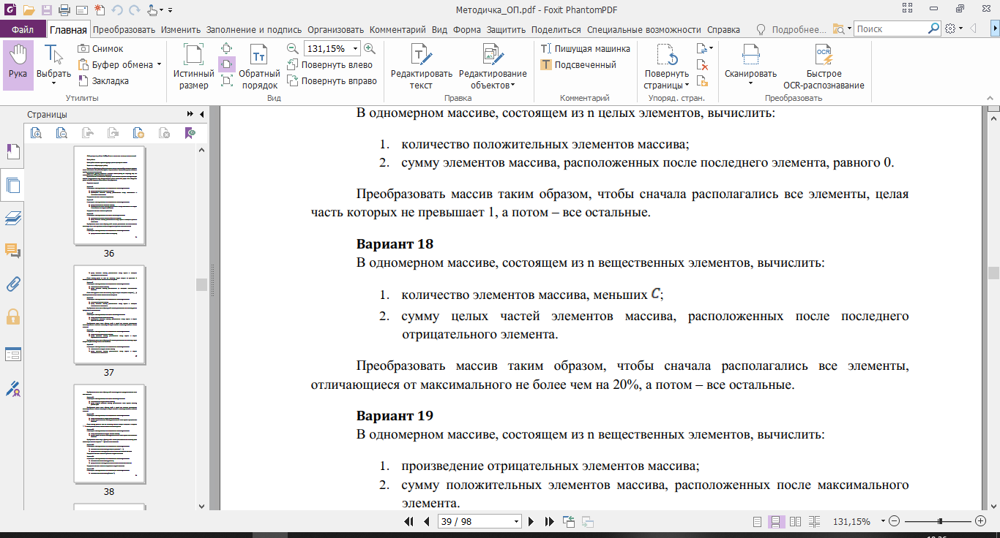 Методичка_ОП.pdf - Foxit PhantomPDF
Файл Главная Преобразовать Изменить Заполнение и подпись Организовать Комментарий Вид Форма Защитить Поделиться Специальные возможности Справка Подробнее... Поиск
Рука
Выбрать
Снимок
Буфер обмена
Закладка
Утилиты
Истинный
размер
Обратный
порядок
131,15%
Повернуть влево
Повернуть вправо
Вид
Редактировать
текст
Редактирование
объектов
Правка
Пишущая машинка
Подсвеченный
Комментарий
Повернуть
страницы
Упоряд. стран.
Сканировать
OCR
Быстрое
OCR-распознавание
Преобразовать
Страницы
36
37
38
В одномерном массиве, состоящем из n целых элементов, вычислить:
1. количество положительных элементов массива;
2. сумму элементов массива, расположенных после последнего элемента, равного 0.
Преобразовать массив таким образом, чтобы сначала располагались все элементы, целая
часть которых не превышает 1, а потом – все остальные.
Вариант 18
В одномерном массиве, состоящем из n вещественных элементов, вычислить:
1. количество элементов массива, меньших C;
2. сумму целых частей элементов массива, расположенных после последнего
отрицательного элемента.
Преобразовать массив таким образом, чтобы сначала располагались все элементы,
отличающиеся от максимального не более чем на 20%, а потом – все остальные.
Вариант 19
В одномерном массиве, состоящем из n вещественных элементов, вычислить:
1. произведение отрицательных элементов массива;
2. сумму положительных элементов массива, расположенных после максимального
элемента.
39 / 98
131,15%